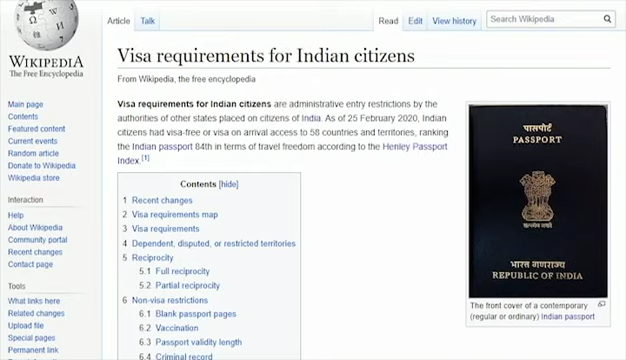 WIKIPEDIA
The Free Encyclopedia
Main page
Contents
Featured content
Current events
Random article
Donate to Wikipedia
Wikipedia store
Interaction
Help
About Wikipedia
Community portal
Recent changes
Contact page
Tools
What links here
Related changes
Upload file
Special pages
Permanent link
Article Talk
Read Edit View history
Search Wikipedia
Visa requirements for Indian citizens
From Wikipedia, the free encyclopedia
Visa requirements for Indian citizens are administrative entry restrictions by the
authorities of other states placed on citizens of India. As of 25 February 2020, Indian
citizens had visa-free or visa on arrival access to 58 countries and territories, ranking
the Indian passport 84th in terms of travel freedom according to the Henley Passport
Index.[1]
Contents [hide]
1 Recent changes
2 Visa requirements map
3 Visa requirements
4 Dependent, disputed, or restricted territories
5 Reciprocity
5.1 Full reciprocity
5.2 Partial reciprocity
6 Non-visa restrictions
6.1 Blank passport pages
6.2 Vaccination
6.3 Passport validity length
6.4 Criminal record
पासपोर्ट
PASSPORT
सत्यमेव जयते
भारत गणराज्य
REPUBLIC OF INDIA
The front cover of a contemporary
(regular or ordinary) Indian passport